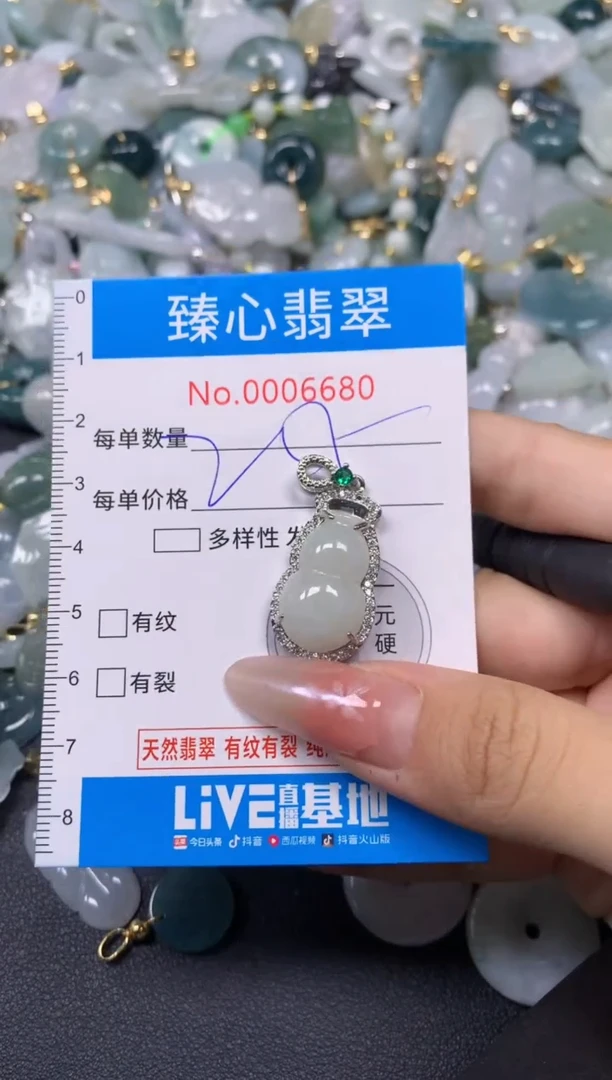 0
臻心翡翠
1
No.0006680
2
每单数量
3
每单价格
4
多样性
5
有纹
元
硬
6
有裂
7
天然翡翠 有纹有裂
8
LiVE直播基地
今日头条 抖音 西瓜视频 抖音火山版